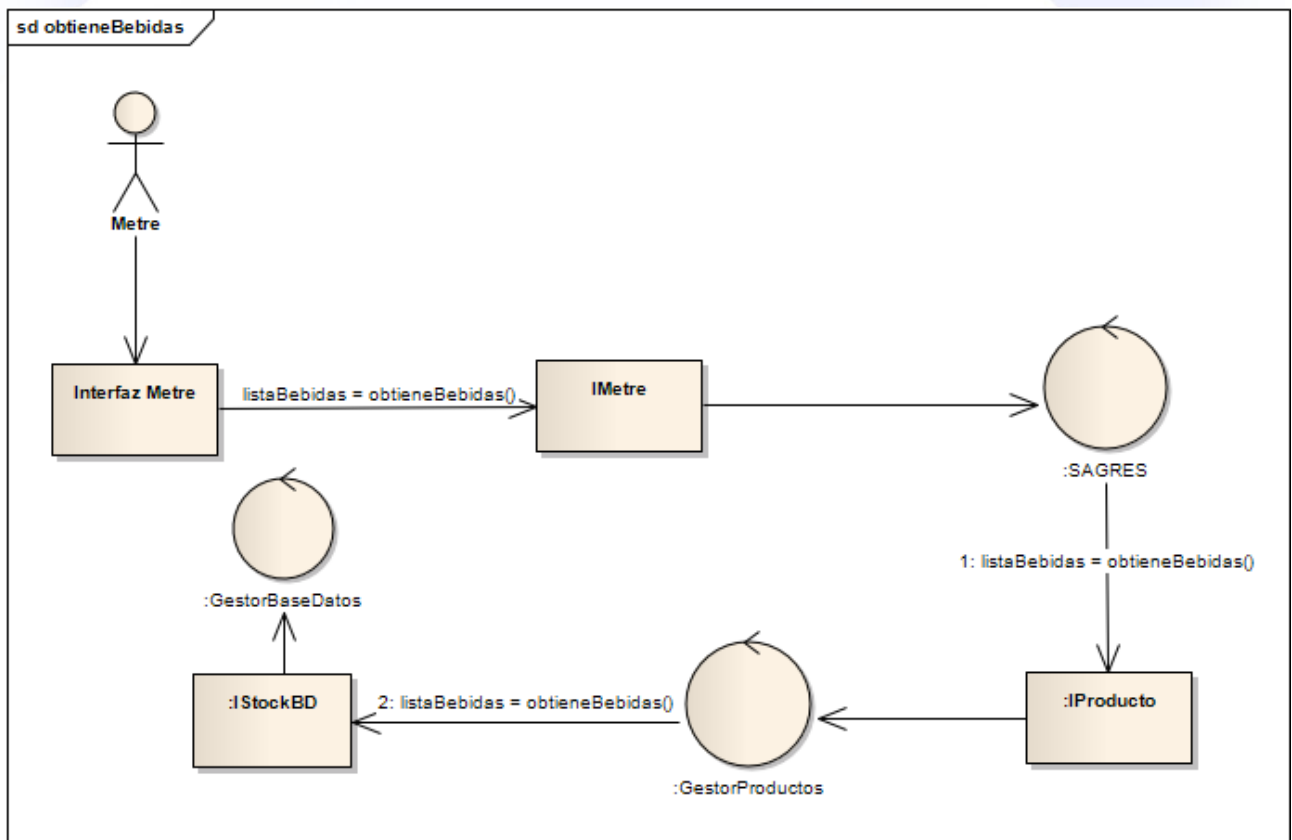 sd obtieneBebidas
Metre
Interfaz Metre
listaBebidas = obtieneBebidas()
IMetre
:SAGRES
1: listaBebidas = obtieneBebidas()
:GestorBaseDatos
:IStockBD
2: listaBebidas = obtieneBebidas()
:GestorProductos
:IProducto